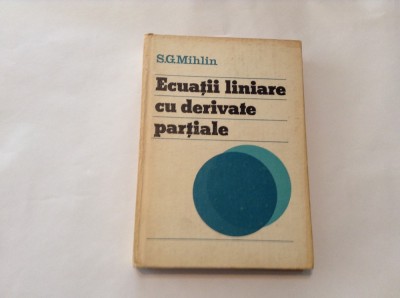 S.G.Mihlin
Ecuații liniare
cu derivate
parțiale